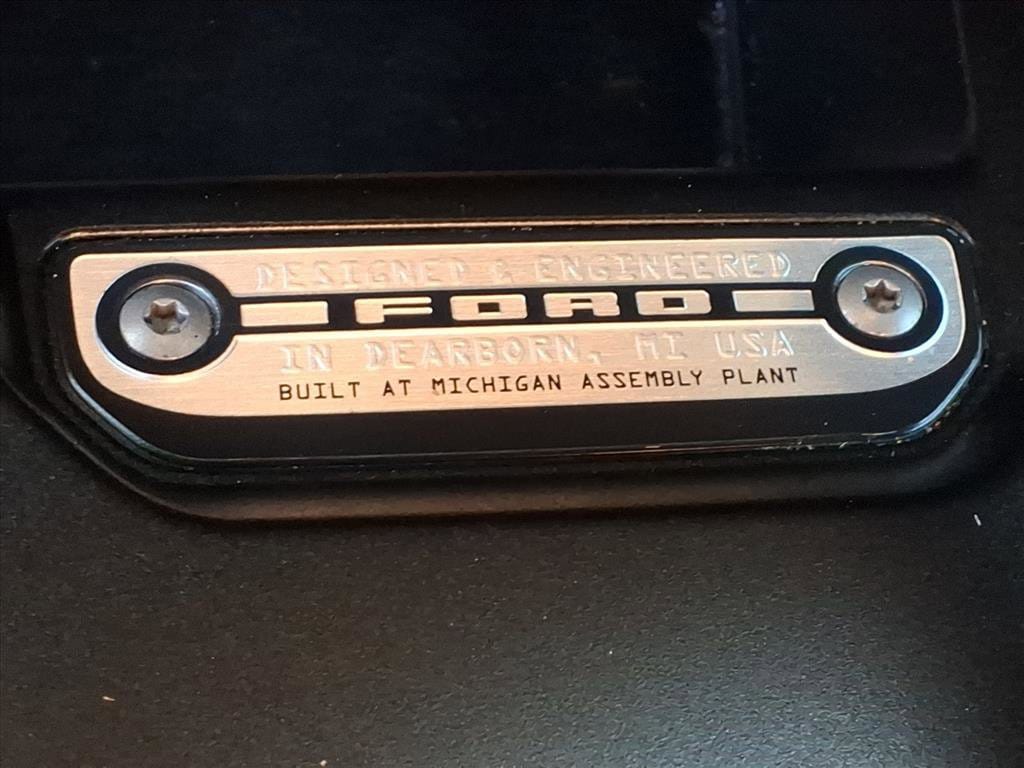 DESIGNED & ENGINEERED
FORD
IN DEARBORN, MI USA
BUILT AT MICHIGAN ASSEMBLY PLANT